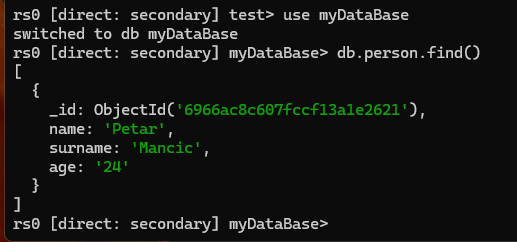 rs0 [direct: secondary] test> use myDataBase
switched to db myDataBase
rs0 [direct: secondary] myDataBase> db.person.find()
[
  {
    _id: ObjectId('6966ac8c607fccf13a1e2621'),
    name: 'Petar',
    surname: 'Mancic',
    age: '24'
  }
]
rs0 [direct: secondary] myDataBase>